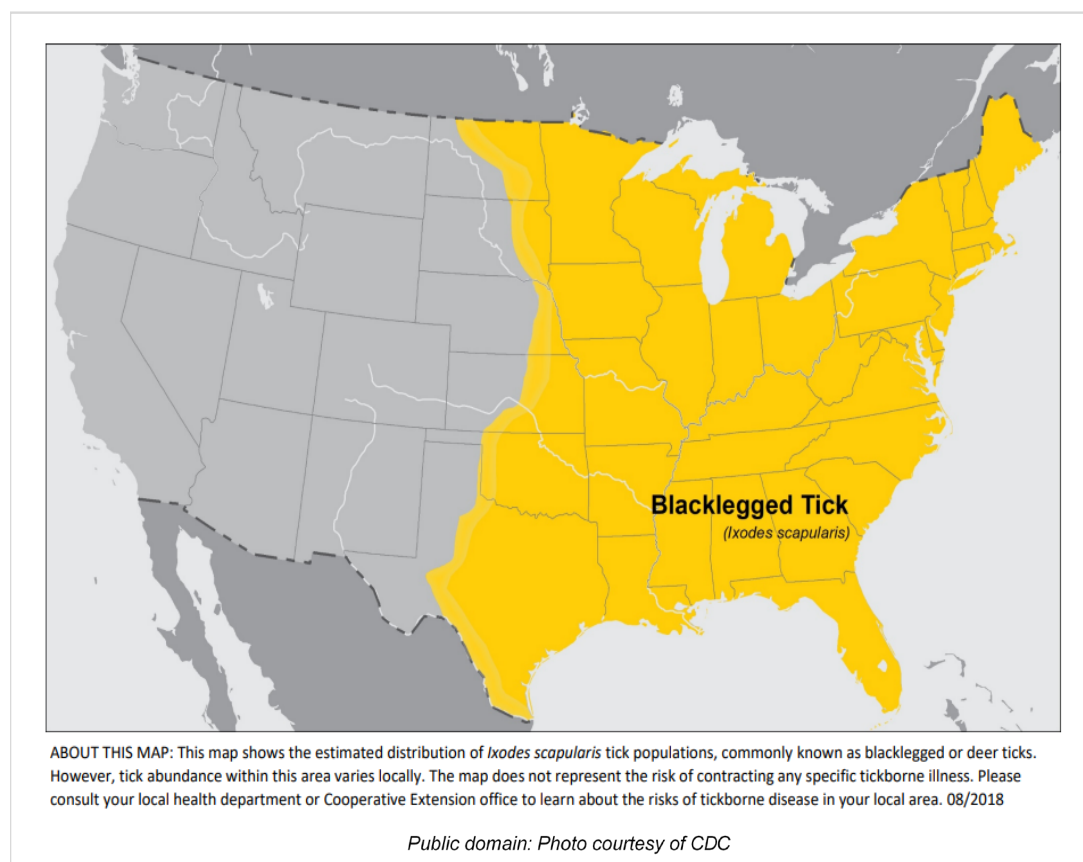 Blacklegged Tick
(Ixodes scapularis)
ABOUT THIS MAP: This map shows the estimated distribution of Ixodes scapularis tick populations, commonly known as blacklegged or deer ticks.
However, tick abundance within this area varies locally. The map does not represent the risk of contracting any specific tickborne illness. Please
consult your local health department or Cooperative Extension office to learn about the risks of tickborne disease in your local area. 08/2018
Public domain: Photo courtesy of CDC